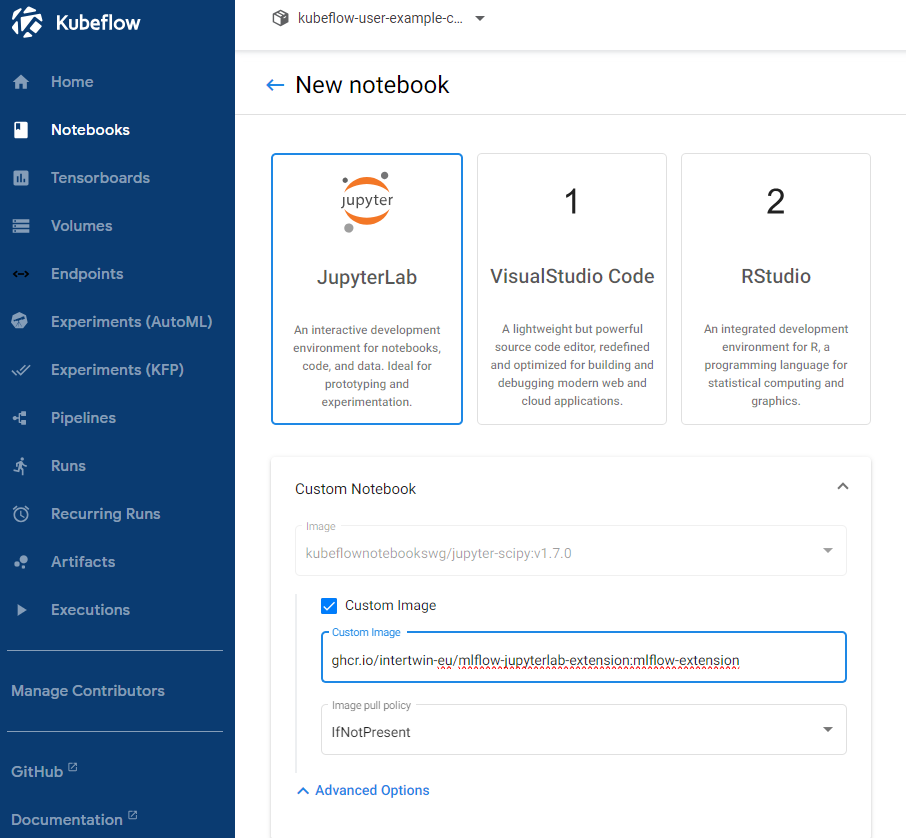 Kubeflow
Home
Notebooks
Tensorboards
Volumes
Endpoints
Experiments (AutoML)
Experiments (KFP)
Pipelines
Runs
Recurring Runs
Artifacts
Executions
Manage Contributors
GitHub
Documentation
kubeflow-user-example-c...
New notebook
jupyter
JupyterLab
An interactive development
environment for notebooks,
code, and data. Ideal for
prototyping and
experimentation.
1
VisualStudio Code
A lightweight but powerful
source code editor, redefined
and optimized for building and
debugging modern web and
cloud applications.
2
RStudio
An integrated development
environment for R, a
programming language for
statistical computing and
graphics.
Custom Notebook
Image
kubeflownotebookswg/jupyter-scipy:v1.7.0
Custom Image
Custom Image
ghcr.io/intertwin-eu/mlflow-jupyterlab-extension:mlflow-extension
Image pull policy
IfNotPresent
Advanced Options